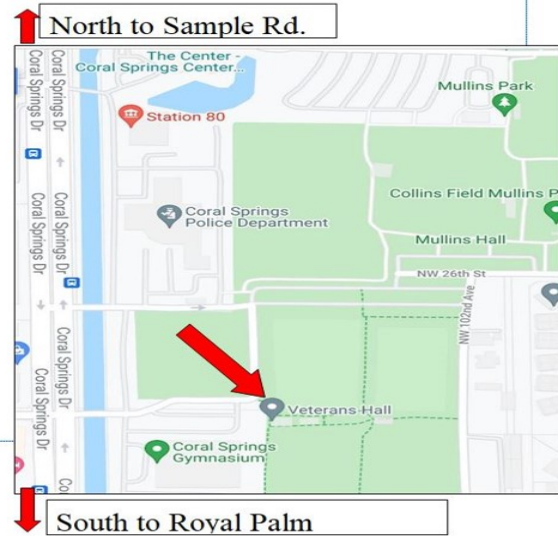 North to Sample Rd.
The Center -
Coral Springs Center...
Mullins Park
Station 80
Coral Springs Dr
Coral Springs Dr
Collins Field Mullins P
Coral Springs
Police Department
Coral Springs Dr
Coral Springs Dr
Mullins Hall
NW 26th St
NW 102nd Ave
Coral Springs Dr
Coral Springs Dr
Veterans Hall
Coral Springs
Gymnasium
Co
South to Royal Palm